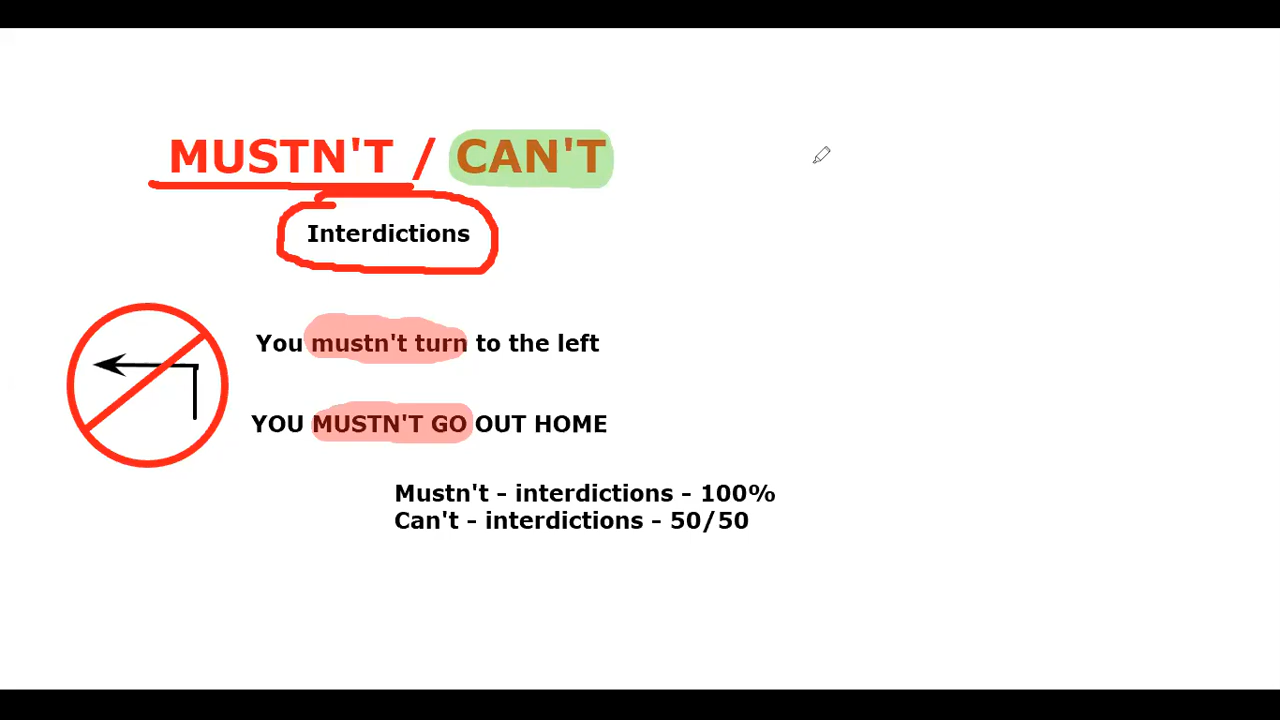 MUSTN'T / CAN'T
Interdictions
You mustn't turn to the left
YOU MUSTN'T GO OUT HOME
Mustn't - interdictions - 100%
Can't - interdictions - 50/50